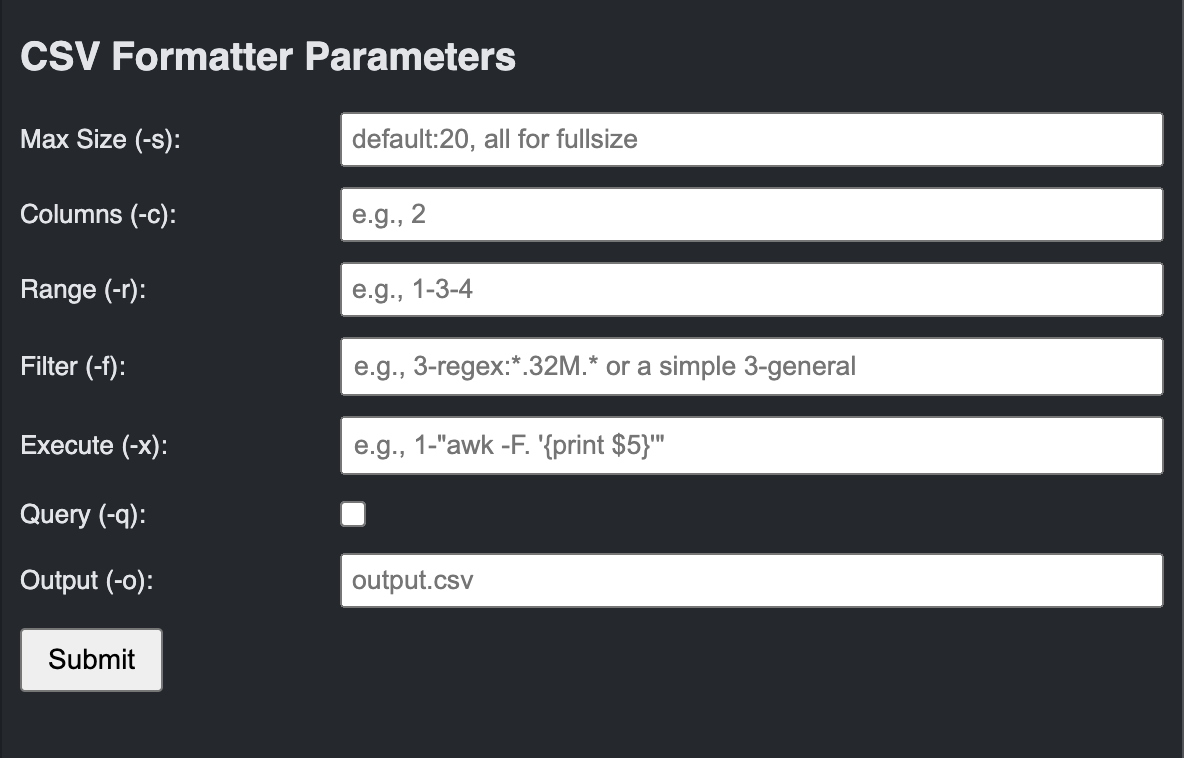 CSV Formatter Parameters
Max Size (-s): default:20, all for fullsize
Columns (-c): e.g., 2
Range (-r): e.g., 1-3-4
Filter (-f): e.g., 3-regex:*.32M.* or a simple 3-general
Execute (-x): e.g., 1-"awk -F. '{print $5}'"
Query (-q):
Output (-o): output.csv
Submit